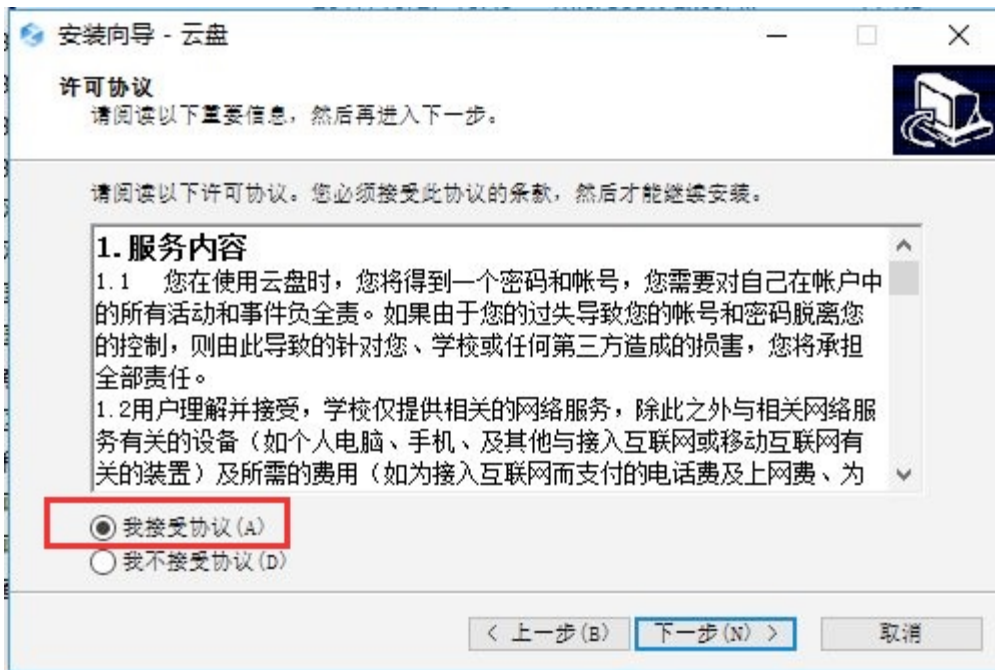 安装向导 - 云盘
许可协议
请阅读以下重要信息，然后再进入下一步。
请阅读以下许可协议。您必须接受此协议的条款，然后才能继续安装。
1.服务内容
1.1 您在使用云盘时，您将得到一个密码和帐号，您需要对自己在帐户中
的所有活动和事件负全责。如果由于您的过失导致您的帐号和密码脱离您
的控制，则由此导致的针对您、学校或任何第三方造成的损害，您将承担
全部责任。
1.2用户理解并接受，学校仅提供相关的网络服务，除此之外与相关网络服
务有关的设备（如个人电脑、手机、及其他与接入互联网或移动互联网有
关的装置）及所需的费用（如为接入互联网而支付的电话费及上网费、为
我接受协议(A)
我不接受协议(D)
< 上一步(B) 下一步(N) > 取消